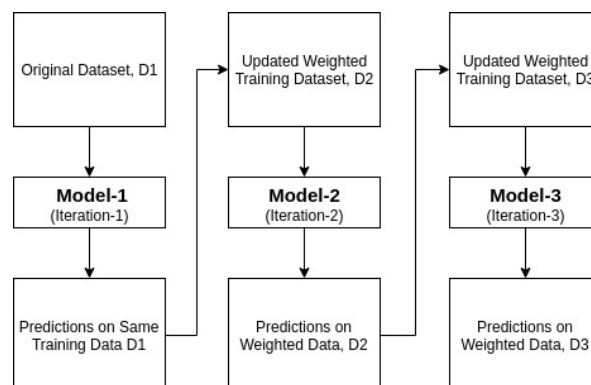 Original Dataset, D1
Model-1
(Iteration-1)
Predictions on Same
Training Data D1
Updated Weighted
Training Dataset, D2
Model-2
(Iteration-2)
Predictions on
Weighted Data, D2
Updated Weighted
Training Dataset, D3
Model-3
(Iteration-3)
Predictions on
Weighted Data, D3